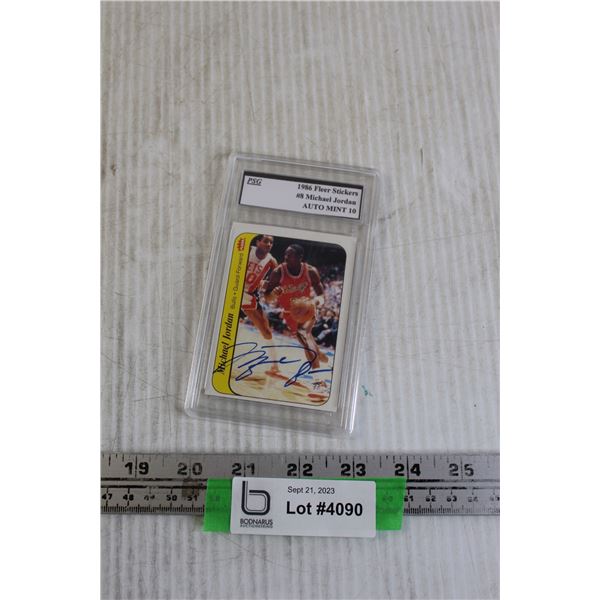 PSG
1986 Fleer Stickers
#8 Michael Jordan
AUTO MINT 10
Michael Jordan
Bulls • Guard-Forward
19 20 21 22 23 24 25
Sept 21, 2023
Lot #4090
BODNARUS
AUCTIONEERING